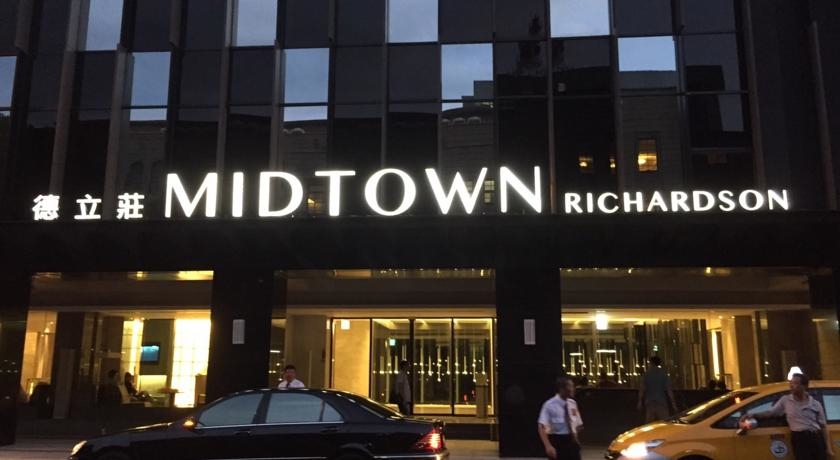 德立莊 MIDTOWN RICHARDSON